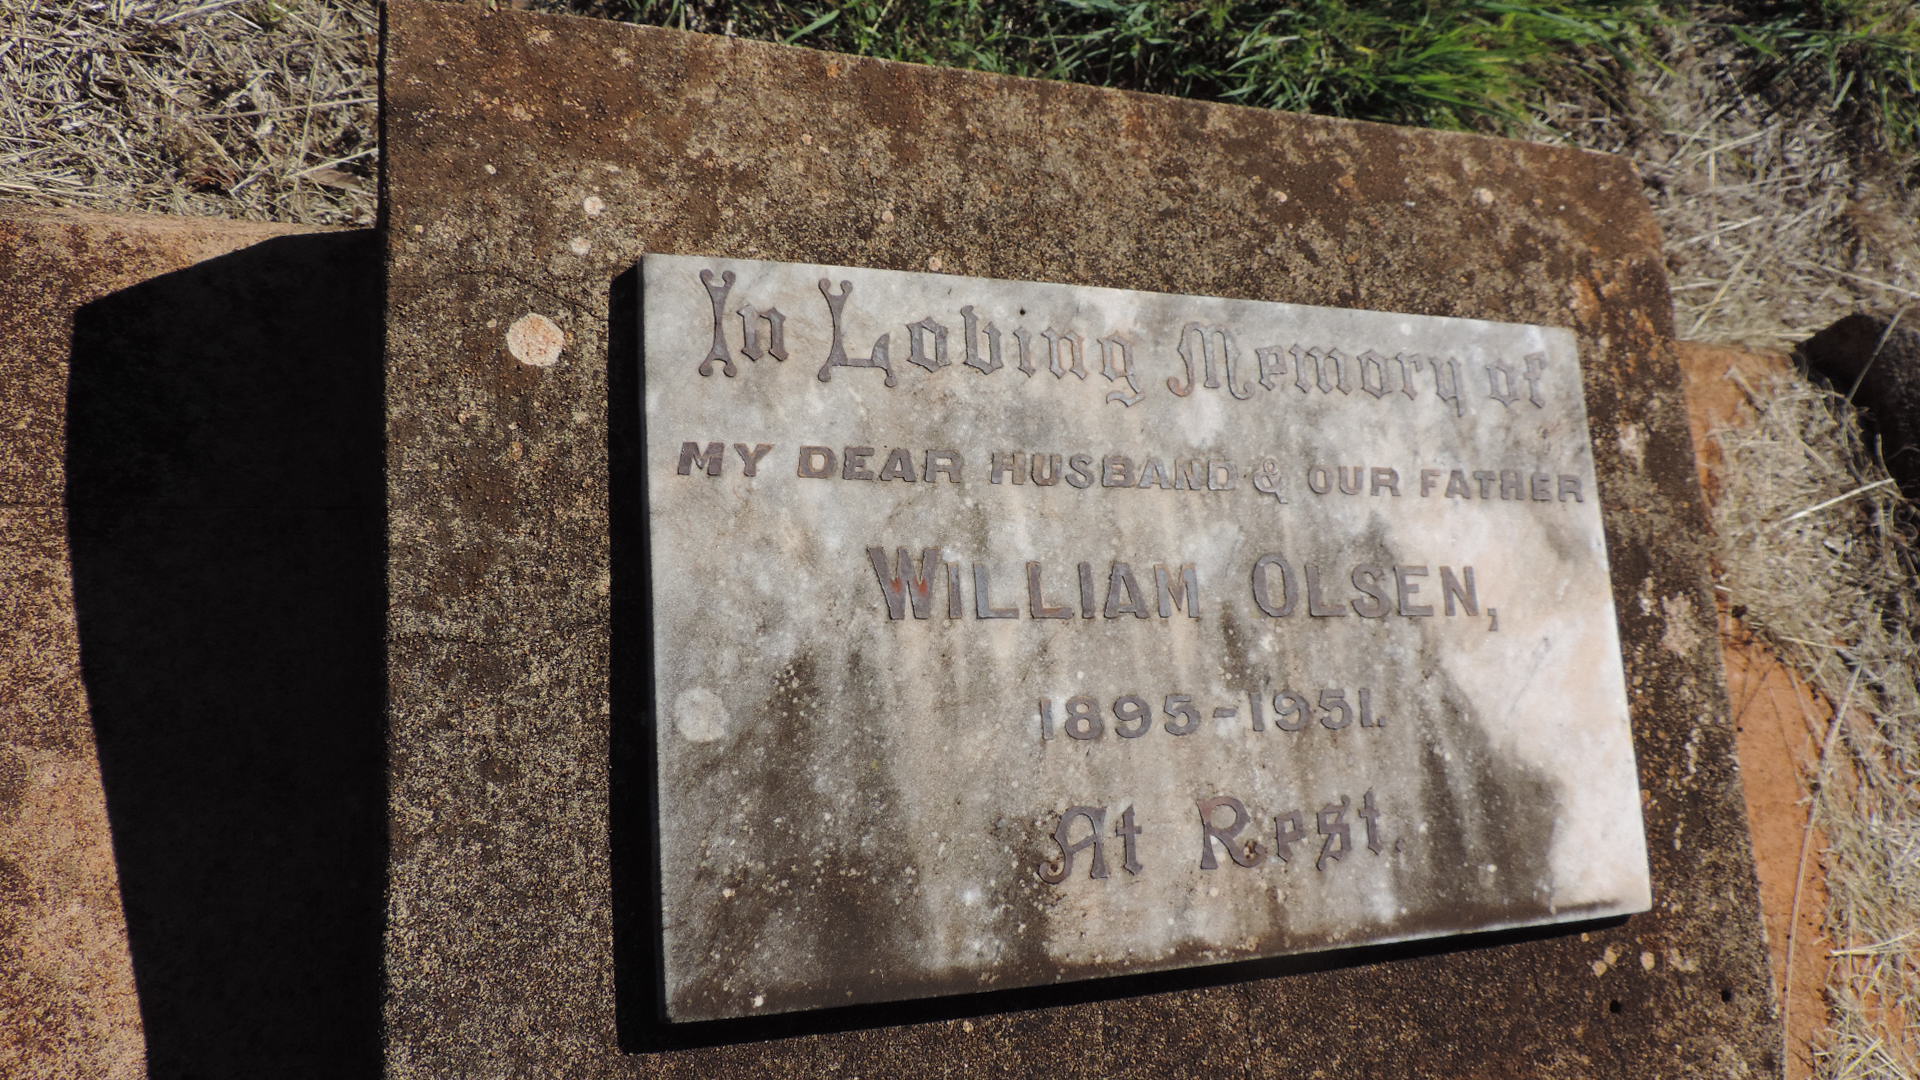 In Loving Memory of
MY DEAR HUSBAND & OUR FATHER
WILLIAM OLSEN,
1895-1951.
At Rest.